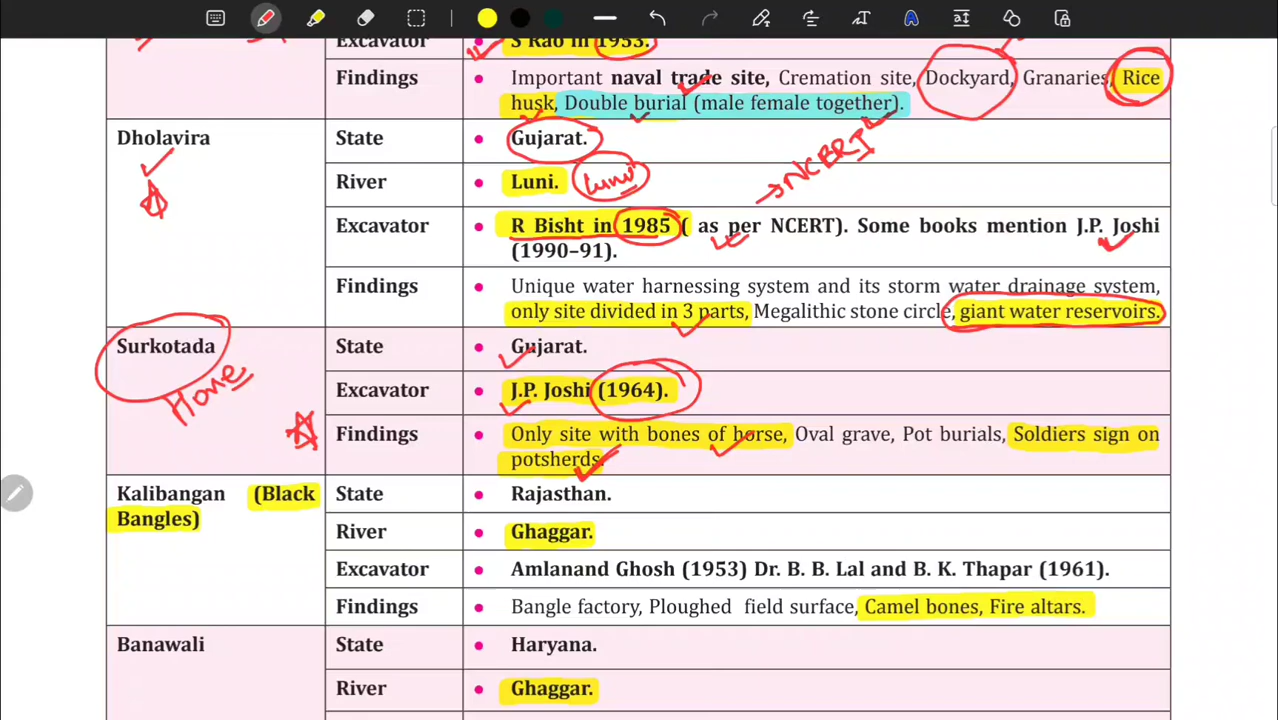 Excavator • S Rao in 1953.
Findings • Important naval trade site, Cremation site, Dockyard, Granaries, Rice
husk, Double burial (male female together).
Dholavira State • Gujarat.
→ NCERT
River • Luni. Luni
Excavator • R Bisht in 1985 ( as per NCERT). Some books mention J.P. Joshi
(1990–91).
Findings • Unique water harnessing system and its storm water drainage system,
only site divided in 3 parts, Megalithic stone circle, giant water reservoirs.
Surkotada State • Gujarat.
Excavator • J.P. Joshi (1964).
Findings • Only site with bones of horse, Oval grave, Pot burials, Soldiers sign on
potsherds.
Kalibangan (Black State • Rajasthan.
Bangles)
River • Ghaggar.
Excavator • Amlanand Ghosh (1953) Dr. B. B. Lal and B. K. Thapar (1961).
Findings • Bangle factory, Ploughed field surface, Camel bones, Fire altars.
Banawali State • Haryana.
River • Ghaggar.